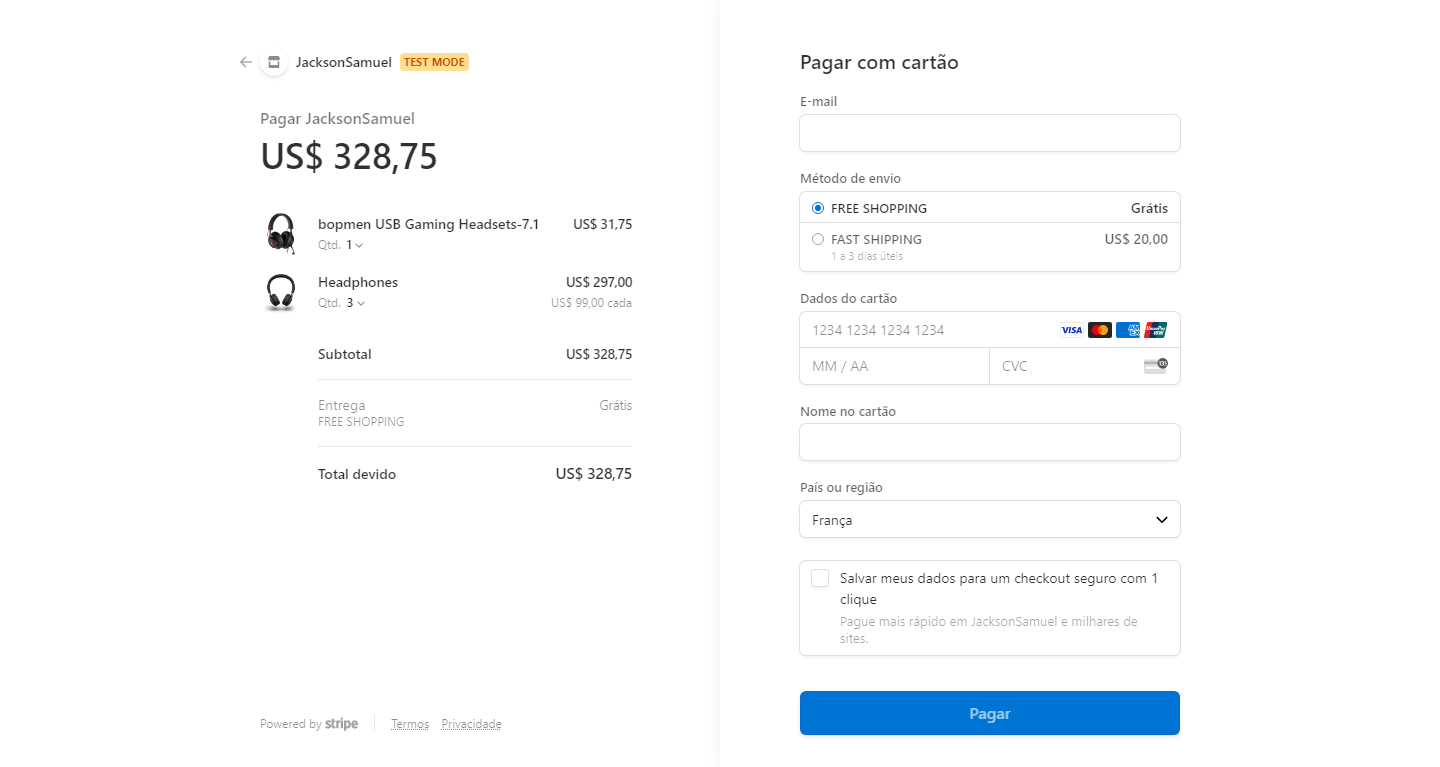 JacksonSamuel TEST MODE
Pagar JacksonSamuel
US$ 328,75
bopmen USB Gaming Headsets-7.1 US$ 31,75
Qtd. 1
Headphones US$ 297,00
Qtd. 3 US$ 99,00 cada
Subtotal US$ 328,75
Entrega Grátis
FREE SHOPPING
Total devido US$ 328,75
Powered by stripe Termos Privacidade
Pagar com cartão
E-mail
Método de envio
FREE SHOPPING Grátis
FAST SHIPPING US$ 20,00
1 a 3 dias úteis
Dados do cartão
1234 1234 1234 1234 VISA AMEX UnionPay
MM / AA CVC 135
Nome no cartão
País ou região
França
Salvar meus dados para um checkout seguro com 1
clique
Pague mais rápido em JacksonSamuel e milhares de
sites.
Pagar